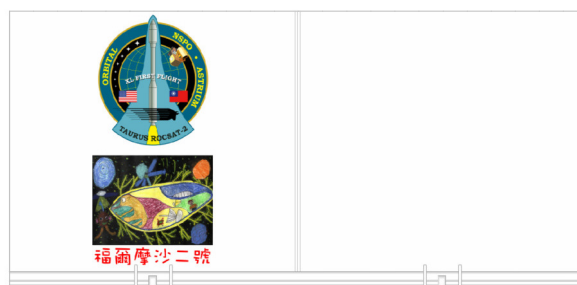 ORBITAL NSPO • ASTRIUM
XL FIRST FLIGHT
TAURUS ROCSAT-2
福爾摩沙二號